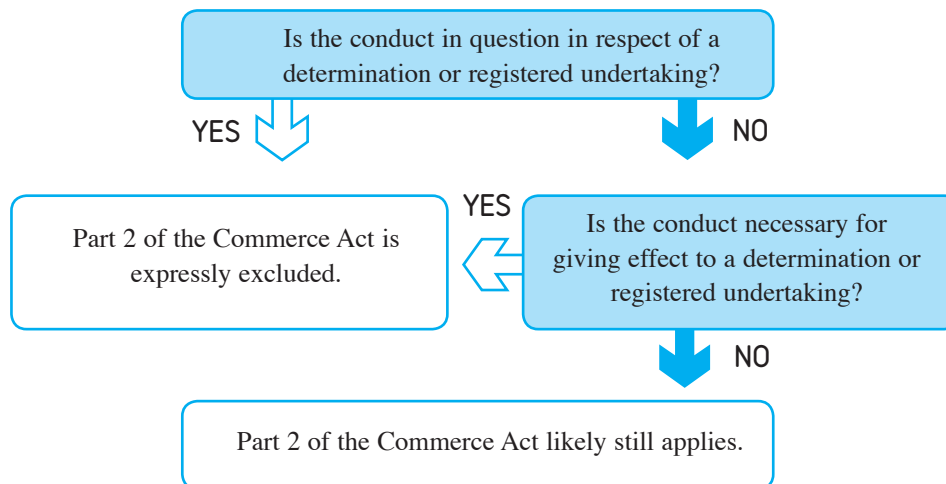 Is the conduct in question in respect of a
determination or registered undertaking?
YES
NO
Part 2 of the Commerce Act is
expressly excluded.
YES
Is the conduct necessary for
giving effect to a determination or
registered undertaking?
NO
Part 2 of the Commerce Act likely still applies.